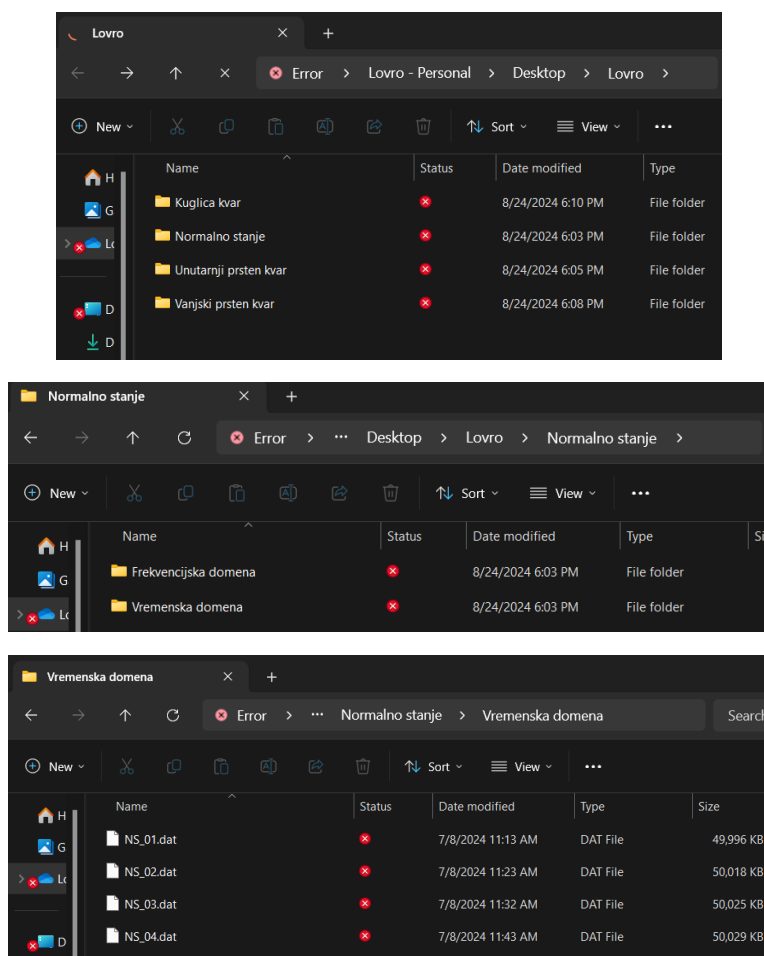 Lovro
Error > Lovro - Personal > Desktop > Lovro >
New Sort View ...
Name Status Date modified Type
Kuglica kvar 8/24/2024 6:10 PM File folder
Normalno stanje 8/24/2024 6:03 PM File folder
Unutarnji prsten kvar 8/24/2024 6:05 PM File folder
Vanjski prsten kvar 8/24/2024 6:08 PM File folder
H
G
Lo
D
D
Normalno stanje
Error > ... Desktop > Lovro > Normalno stanje >
New Sort View ...
Name Status Date modified Type Si
Frekvencijska domena 8/24/2024 6:03 PM File folder
Vremenska domena 8/24/2024 6:03 PM File folder
H
G
Lo
Vremenska domena
Error > ... Normalno stanje > Vremenska domena Search
New Sort View ...
Name Status Date modified Type Size
NS_01.dat 7/8/2024 11:13 AM DAT File 49,996 KB
NS_02.dat 7/8/2024 11:23 AM DAT File 50,018 KB
NS_03.dat 7/8/2024 11:32 AM DAT File 50,025 KB
NS_04.dat 7/8/2024 11:43 AM DAT File 50,029 KB
H
G
Lo
D